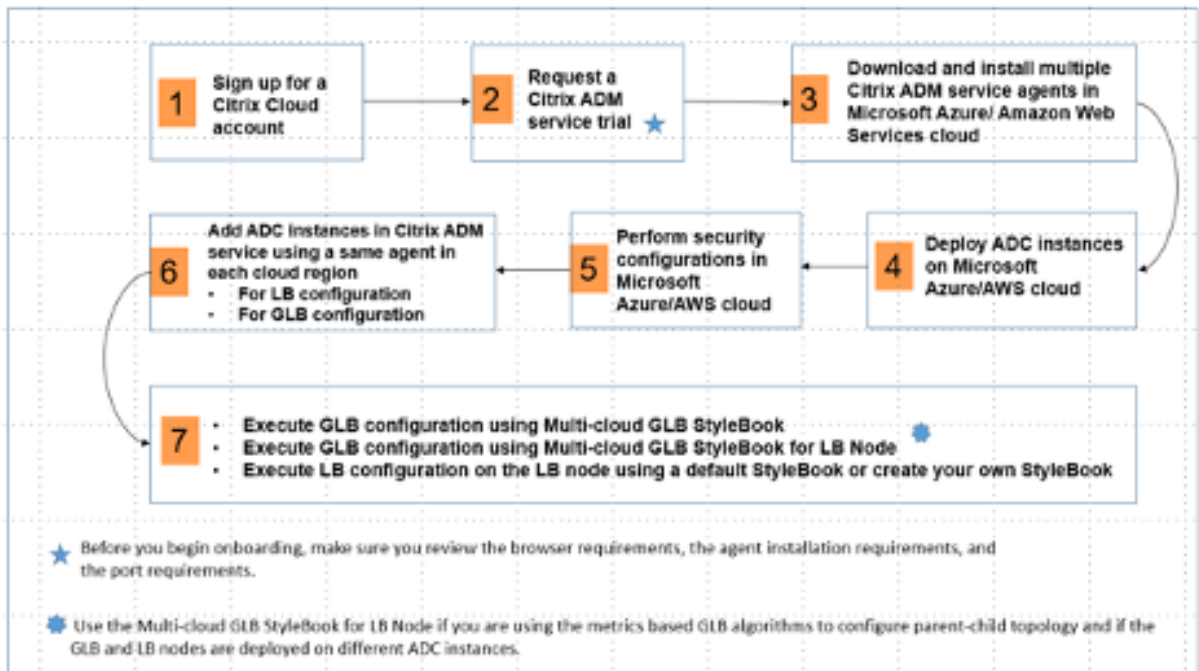 1
Sign up for a
Citrix Cloud
account
2
Request a
Citrix ADM
service trial
3
Download and install multiple
Citrix ADM service agents in
Microsoft Azure/ Amazon Web
Services cloud
4
Deploy ADC instances
on Microsoft
Azure/AWS cloud
5
Perform security
configurations in
Microsoft
Azure/AWS cloud
6
Add ADC instances in Citrix ADM
service using a same agent in
each cloud region
• For LB configuration
• For GLB configuration
7
• Execute GLB configuration using Multi-cloud GLB StyleBook
• Execute GLB configuration using Multi-cloud GLB StyleBook for LB Node
• Execute LB configuration on the LB node using a default StyleBook or create your own StyleBook
Before you begin onboarding, make sure you review the browser requirements, the agent installation requirements, and
the port requirements.
Use the Multi-cloud GLB StyleBook for LB Node if you are using the metrics based GLB algorithms to configure parent-child topology and if the
GLB and LB nodes are deployed on different ADC instances.